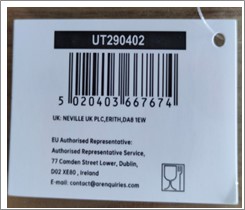 UT290402
5 020403 667674
UK: NEVILLE UK PLC,ERITH,DA8 1EW
EU Authorised Representative:
Authorised Representative Service,
77 Camden Street Lower, Dublin,
D02 XE80 , Ireland
E-mail: contact@arenquiries.com